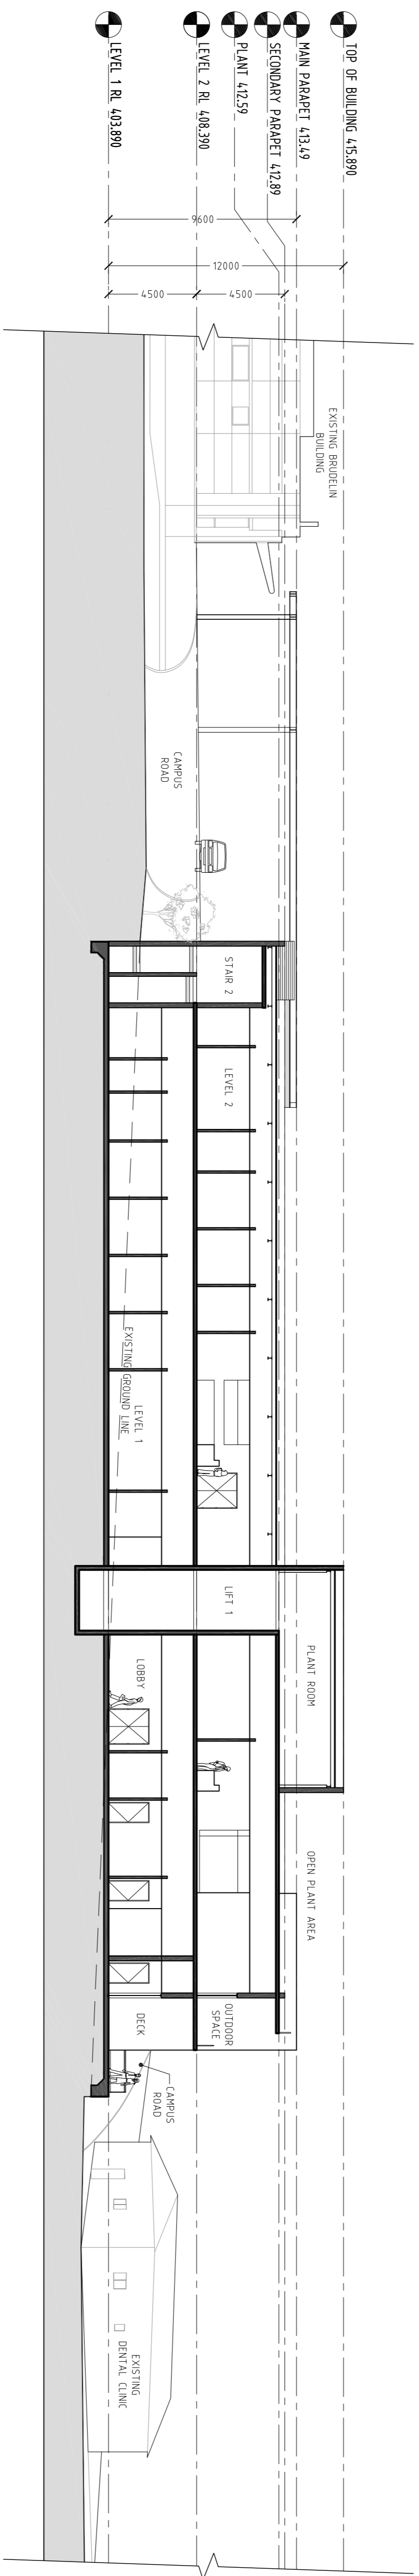 TOP OF BUILDING 415.890
MAIN PARAPET 413.49
SECONDARY PARAPET 412.89
PLANT 412.59
LEVEL 2 RL 408.390
LEVEL 1 RL 403.890
9600
12000
4500
4500
EXISTING BRUDELIN
BUILDING
CAMPUS
ROAD
STAIR 2
LEVEL 2
LEVEL 1
EXISTING GROUND LINE
LIFT 1
PLANT ROOM
LOBBY
OPEN PLANT AREA
OUTDOOR
SPACE
DECK
CAMPUS
ROAD
EXISTING
DENTAL CLINIC